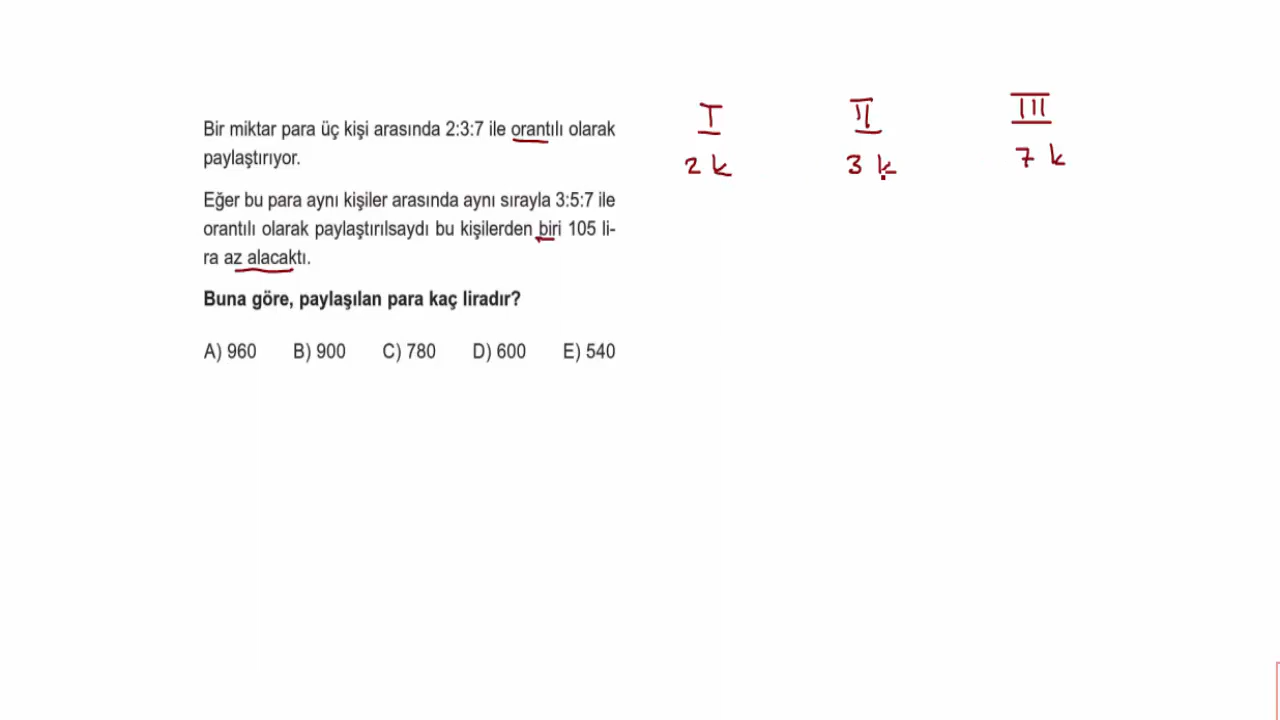 Bir miktar para üç kişi arasında 2:3:7 ile orantılı olarak
paylaştırıyor.
Eğer bu para aynı kişiler arasında aynı sırayla 3:5:7 ile
orantılı olarak paylaştırılsaydı bu kişilerden biri 105 li-
ra az alacaktı.
Buna göre, paylaşılan para kaç liradır?
A) 960 B) 900 C) 780 D) 600 E) 540
I II III
2k 3k 7k